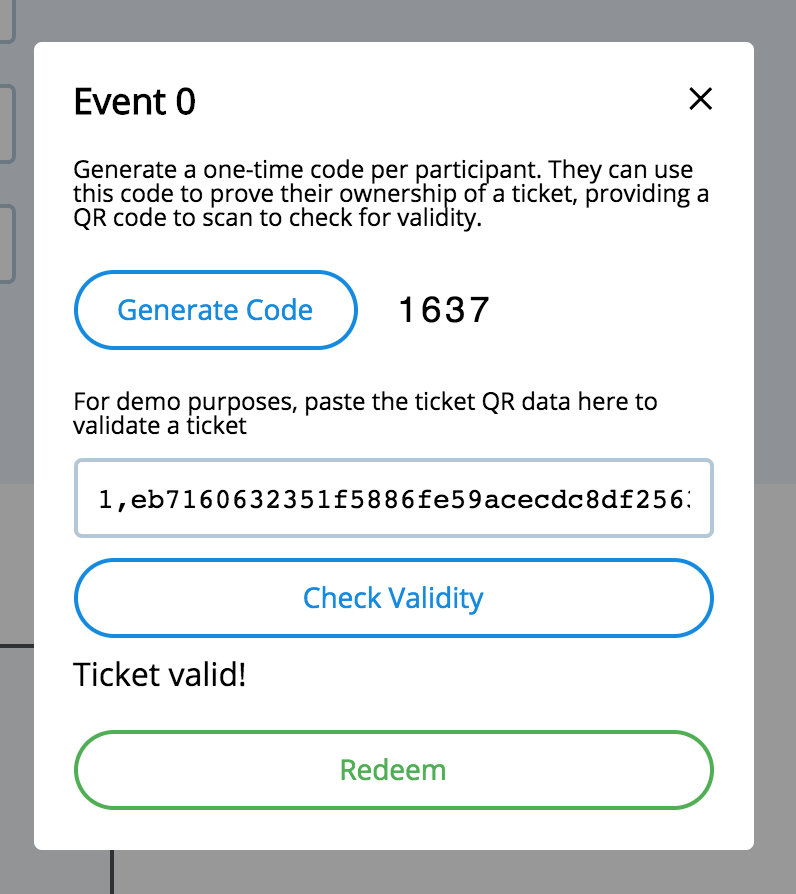 Event 0
Generate a one-time code per participant. They can use
this code to prove their ownership of a ticket, providing a
QR code to scan to check for validity.
Generate Code 1637
For demo purposes, paste the ticket QR data here to
validate a ticket
1,eb7160632351f5886fe59acecdc8df256
Check Validity
Ticket valid!
Redeem